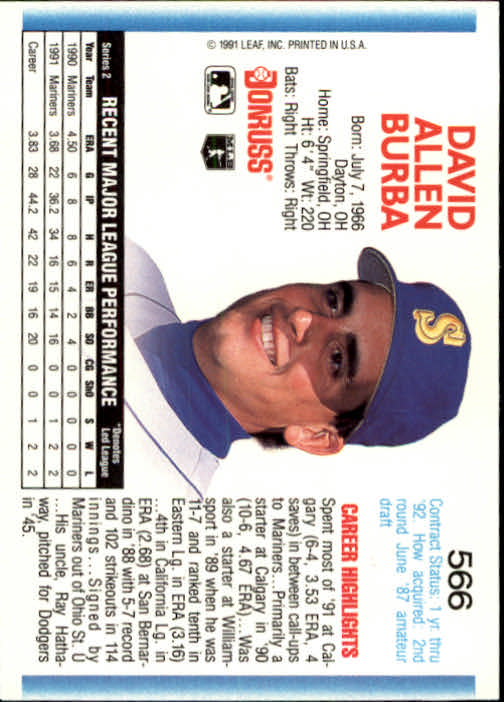 566
DAVID
ALLEN
BURBA
Born: July 7, 1966
Dayton, OH
Home: Springfield, OH
Ht: 6' 4" Wt: 220
Bats: Right Throws: Right
DONRUSS
MLBPA
© 1991 LEAF, INC. PRINTED IN U.S.A.
S
Contract Status: 1 yr. thru
'92. How acquired: 2nd
round June '87 amateur
draft
CAREER HIGHLIGHTS
Spent most of '91 at Cal-
gary (6-4, 3.53 ERA, 4
saves) in between call-ups
to Mariners...Primarily a
starter at Calgary in '90
(10-6, 4.67 ERA)...Was
also a starter at William-
sport in '89 when he was
11-7 and ranked tenth in
Eastern Lg. in ERA (3.16)
...4th in California Lg. in
ERA (2.68) at San Bernar-
dino in '88 with 5-7 record
and 102 strikeouts in 114
innings...Signed by
Mariners out of Ohio St. U
...His uncle, Ray Hatha-
way, pitched for Dodgers
in '45.
Series 2 RECENT MAJOR LEAGUE PERFORMANCE *Denotes
Led League
Year Team ERA G IP H R ER BB SO CG ShO S W L
1990 Mariners 4.50 6 8 8 6 4 2 4 0 0 0 0 0
1991 Mariners 3.68 22 36.2 34 16 15 14 16 0 0 1 2 2
Career 3.83 28 44.2 42 22 19 16 20 0 0 1 2 2